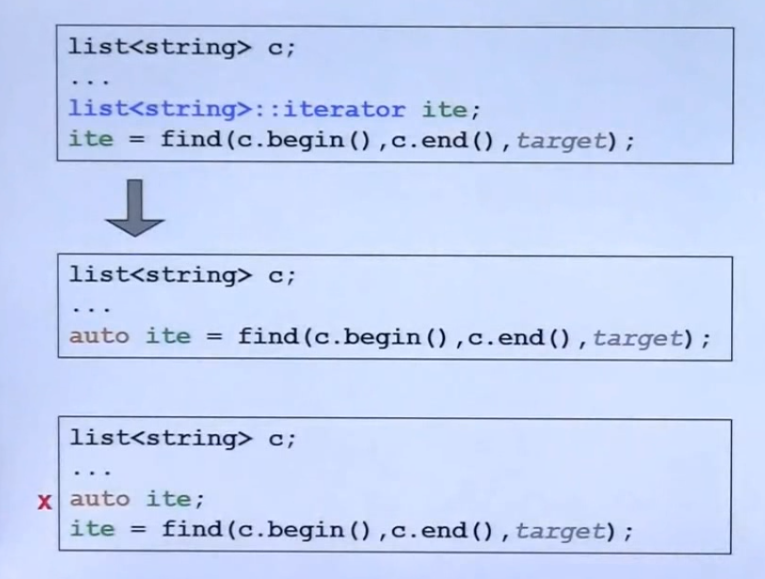 list<string> c;
...
list<string>::iterator ite;
ite = find(c.begin(),c.end(),target);
list<string> c;
...
auto ite = find(c.begin(),c.end(),target);
list<string> c;
...
x auto ite;
ite = find(c.begin(),c.end(),target);